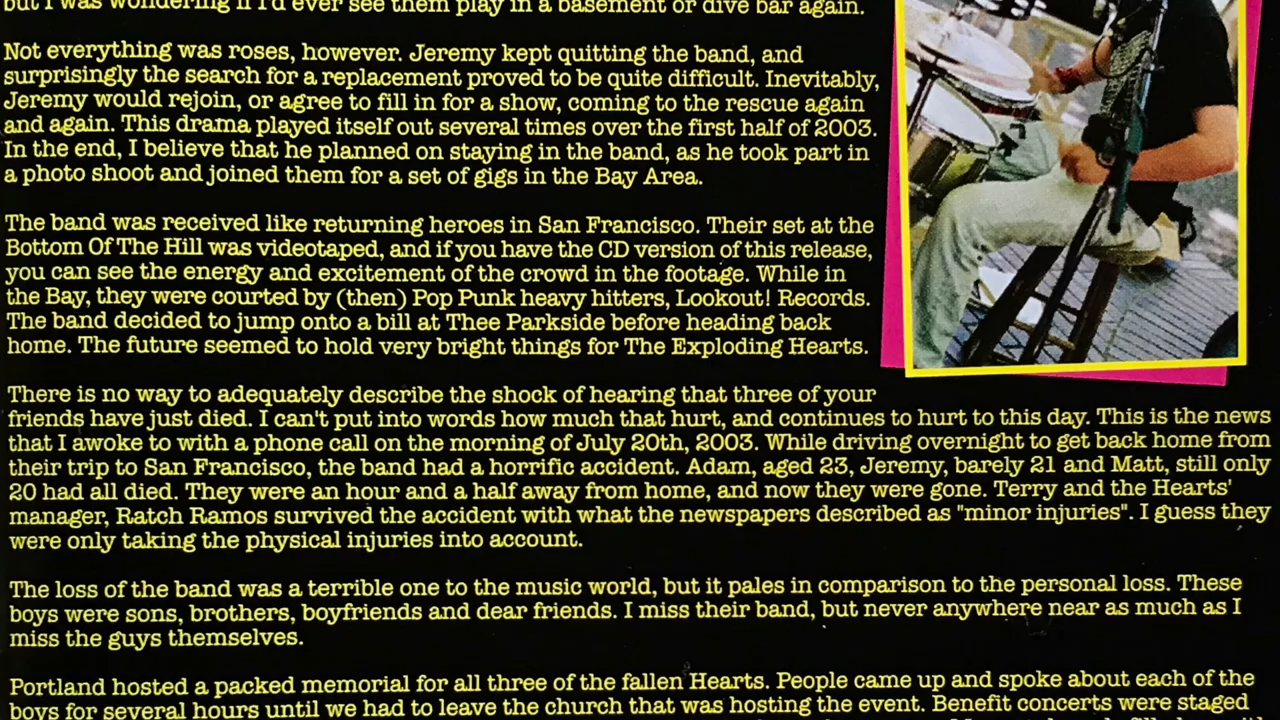 but I was wondering if I'd ever see them play in a basement or dive bar again.
Not everything was roses, however. Jeremy kept quitting the band, and
surprisingly the search for a replacement proved to be quite difficult. Inevitably,
Jeremy would rejoin, or agree to fill in for a show, coming to the rescue again
and again. This drama played itself out several times over the first half of 2003.
In the end, I believe that he planned on staying in the band, as he took part in
a photo shoot and joined them for a set of gigs in the Bay Area.
The band was received like returning heroes in San Francisco. Their set at the
Bottom Of The Hill was videotaped, and if you have the CD version of this release,
you can see the energy and excitement of the crowd in the footage. While in
the Bay, they were courted by (then) Pop Punk heavy hitters, Lookout! Records.
The band decided to jump onto a bill at Thee Parkside before heading back
home. The future seemed to hold very bright things for The Exploding Hearts.
There is no way to adequately describe the shock of hearing that three of your
friends have just died. I can't put into words how much that hurt, and continues to hurt to this day. This is the news
that I awoke to with a phone call on the morning of July 20th, 2003. While driving overnight to get back home from
their trip to San Francisco, the band had a horrific accident. Adam, aged 23, Jeremy, barely 21 and Matt, still only
20 had all died. They were an hour and a half away from home, and now they were gone. Terry and the Hearts'
manager, Ratch Ramos survived the accident with what the newspapers described as "minor injuries". I guess they
were only taking the physical injuries into account.
The loss of the band was a terrible one to the music world, but it pales in comparison to the personal loss. These
boys were sons, brothers, boyfriends and dear friends. I miss their band, but never anywhere near as much as I
miss the guys themselves.
Portland hosted a packed memorial for all three of the fallen Hearts. People came up and spoke about each of the
boys for several hours until we had to leave the church that was hosting the event. Benefit concerts were staged